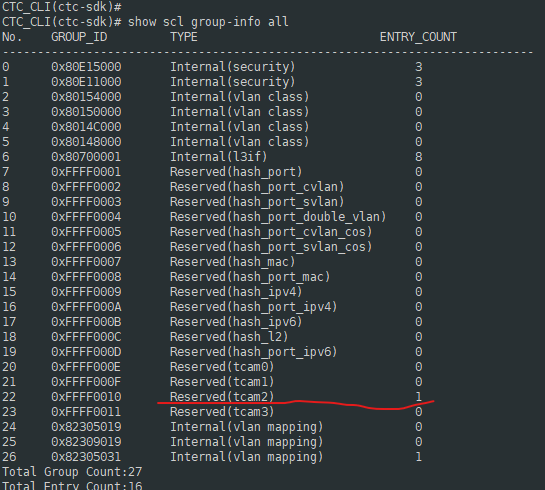 CTC_CLI(ctc-sdk)#
CTC_CLI(ctc-sdk)# show scl group-info all
No. GROUP_ID TYPE ENTRY_COUNT
--------------------------------------------------------------------
0 0x80E15000 Internal(security) 3
1 0x80E11000 Internal(security) 3
2 0x80154000 Internal(vlan class) 0
3 0x80150000 Internal(vlan class) 0
4 0x8014C000 Internal(vlan class) 0
5 0x80148000 Internal(vlan class) 0
6 0x80700001 Internal(l3if) 8
7 0xFFFF0001 Reserved(hash_port) 0
8 0xFFFF0002 Reserved(hash_port_cvlan) 0
9 0xFFFF0003 Reserved(hash_port_svlan) 0
10 0xFFFF0004 Reserved(hash_port_double_vlan) 0
11 0xFFFF0005 Reserved(hash_port_cvlan_cos) 0
12 0xFFFF0006 Reserved(hash_port_svlan_cos) 0
13 0xFFFF0007 Reserved(hash_mac) 0
14 0xFFFF0008 Reserved(hash_port_mac) 0
15 0xFFFF0009 Reserved(hash_ipv4) 0
16 0xFFFF000A Reserved(hash_port_ipv4) 0
17 0xFFFF000B Reserved(hash_ipv6) 0
18 0xFFFF000C Reserved(hash_l2) 0
19 0xFFFF000D Reserved(hash_port_ipv6) 0
20 0xFFFF000E Reserved(tcam0) 0
21 0xFFFF000F Reserved(tcam1) 0
22 0xFFFF0010 Reserved(tcam2) 1
23 0xFFFF0011 Reserved(tcam3) 0
24 0x82305019 Internal(vlan mapping) 0
25 0x82309019 Internal(vlan mapping) 0
26 0x82305031 Internal(vlan mapping) 1
Total Group Count:27
Total Entry Count:16